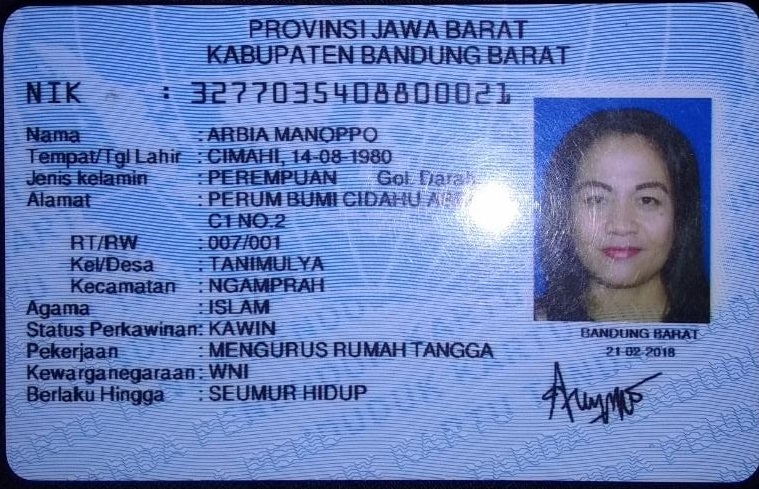 PROVINSI JAWA BARAT
KABUPATEN BANDUNG BARAT
NIK : 3277035408800021
Nama : ARBIA MANOPPO
Tempat/Tgl Lahir : CIMAHI, 14-08-1980
Jenis kelamin : PEREMPUAN Gol. Darah
Alamat : PERUM BUMI CIDAHU
C1 NO.2
RT/RW : 007/001
Kel/Desa : TANIMULYA
Kecamatan : NGAMPRAH
Agama : ISLAM
Status Perkawinan: KAWIN
Pekerjaan : MENGURUS RUMAH TANGGA
Kewarganegaraan: WNI
Berlaku Hingga : SEUMUR HIDUP
BANDUNG BARAT
21-02-2018